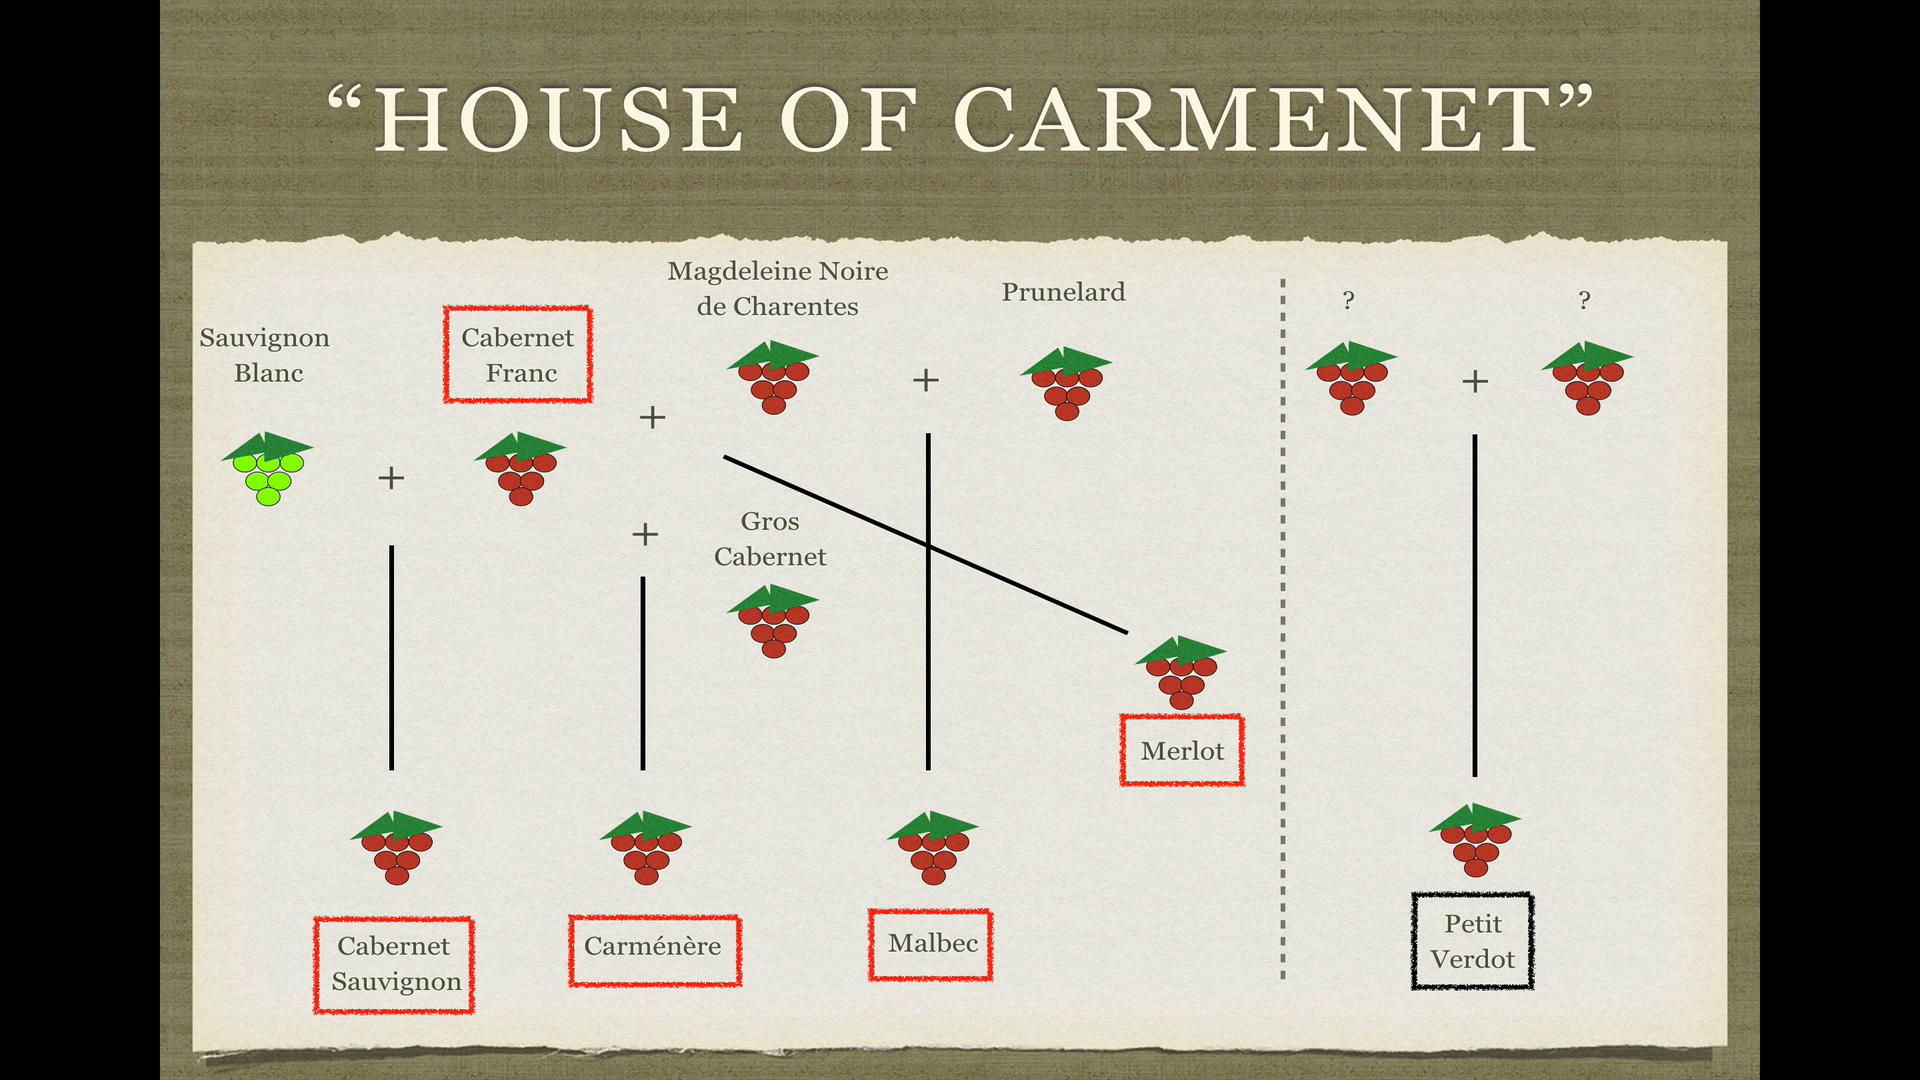 “HOUSE OF CARMENET”
Magdeleine Noire
de Charentes
Prunelard
?
?
Sauvignon
Blanc
Cabernet
Franc
+
+
+
+
+
Gros
Cabernet
Merlot
Cabernet
Sauvignon
Carménère
Malbec
Petit
Verdot